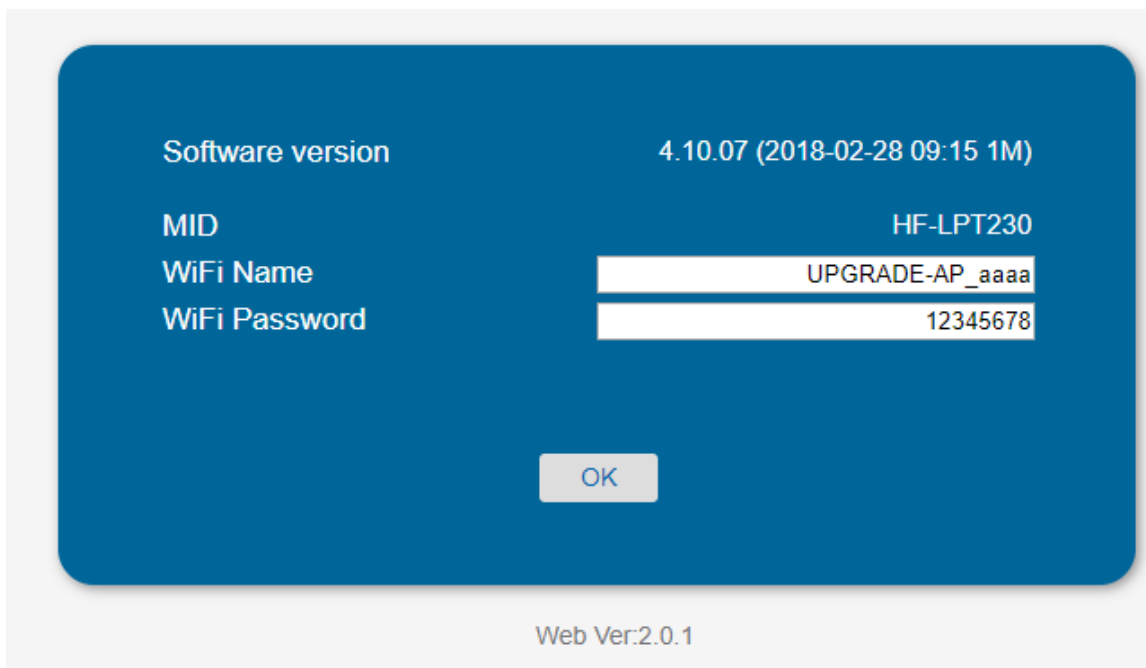 Software version 4.10.07 (2018-02-28 09:15 1M)
MID HF-LPT230
WiFi Name UPGRADE-AP_aaaa
WiFi Password 12345678
OK
Web Ver:2.0.1